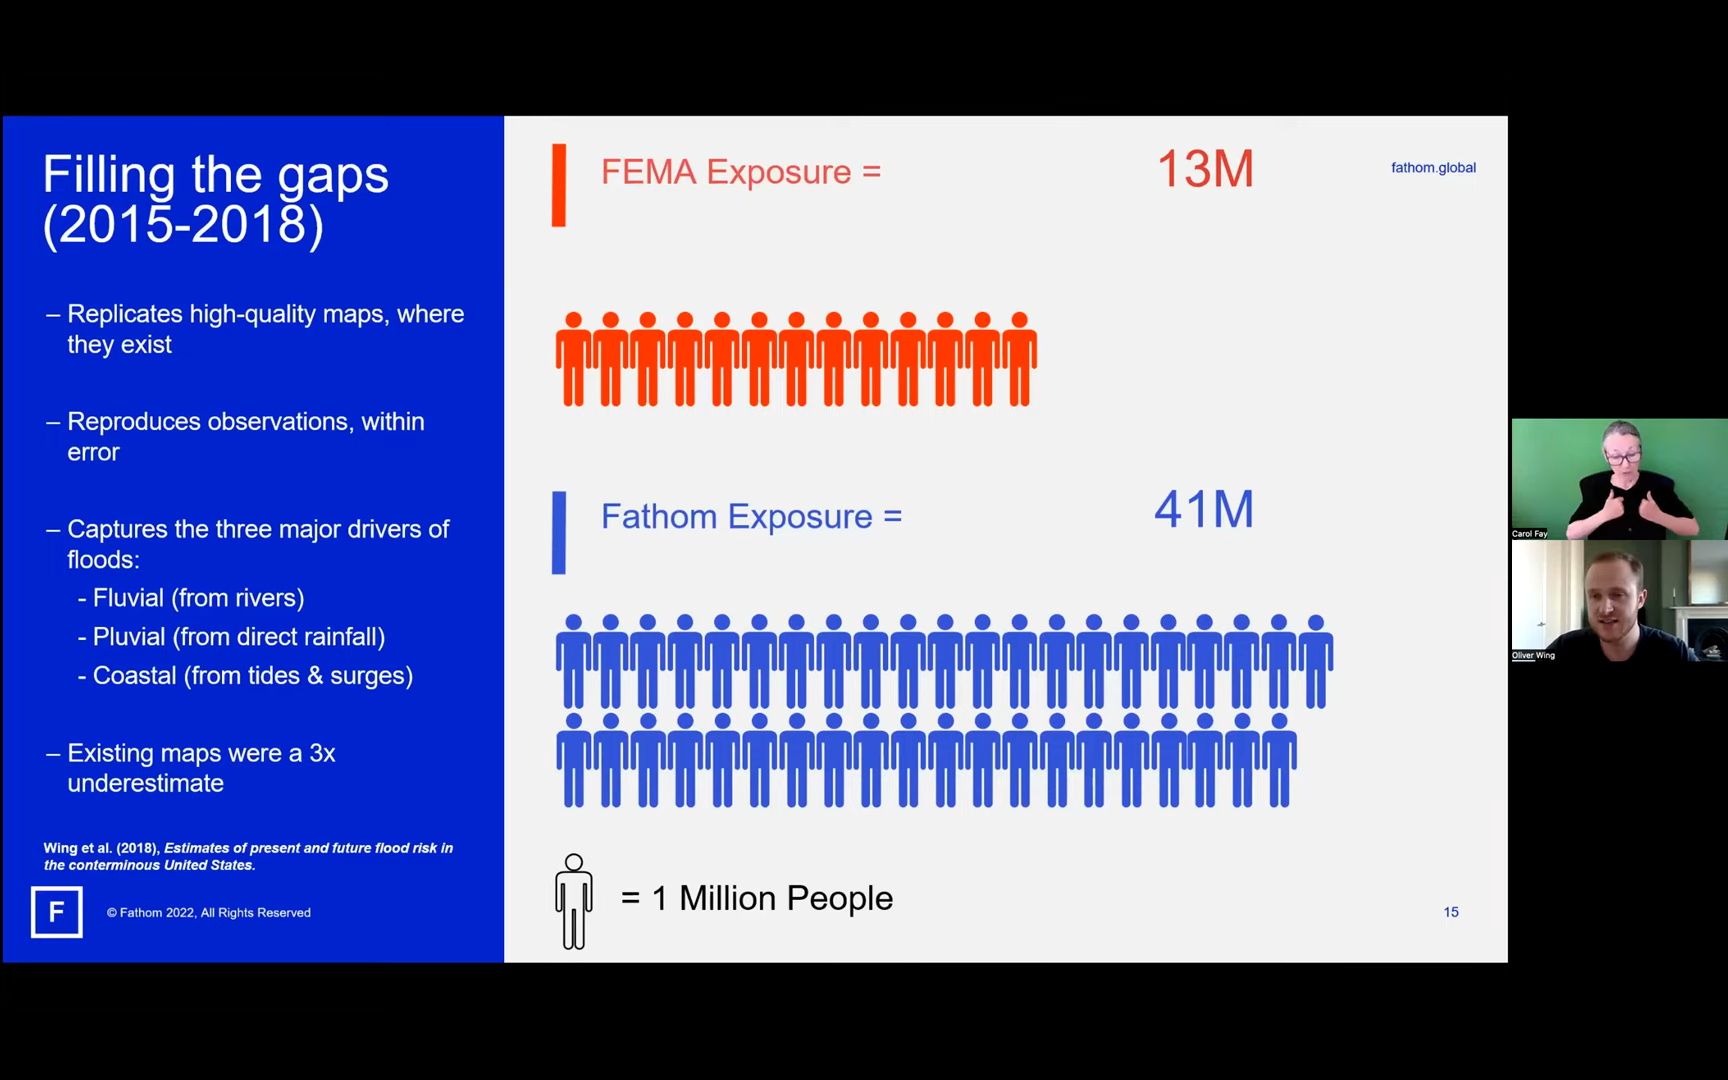 Filling the gaps
(2015-2018)
– Replicates high-quality maps, where
they exist
– Reproduces observations, within
error
– Captures the three major drivers of
floods:
- Fluvial (from rivers)
- Pluvial (from direct rainfall)
- Coastal (from tides & surges)
– Existing maps were a 3x
underestimate
Wing et al. (2018), Estimates of present and future flood risk in
the conterminous United States.
F
© Fathom 2022, All Rights Reserved
FEMA Exposure =
13M
fathom.global
Fathom Exposure =
41M
= 1 Million People
15
Carol Fay
Oliver Wing